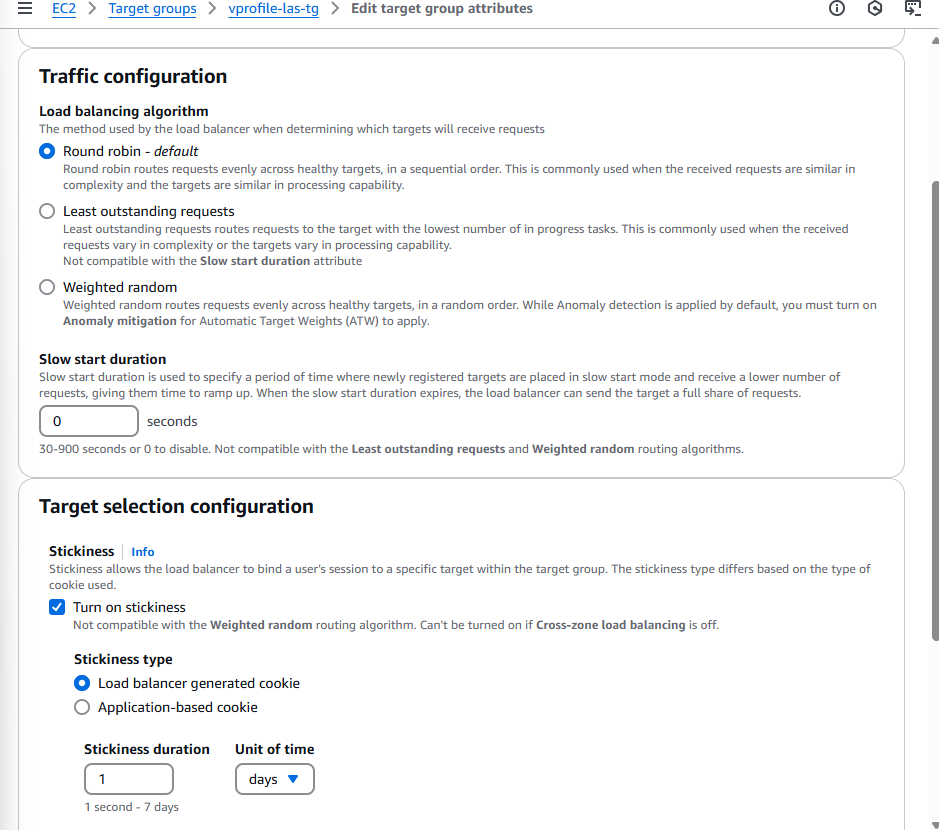 EC2 > Target groups > vprofile-las-tg > Edit target group attributes
Traffic configuration
Load balancing algorithm
The method used by the load balancer when determining which targets will receive requests
Round robin - default
Round robin routes requests evenly across healthy targets, in a sequential order. This is commonly used when the received requests are similar in
complexity and the targets are similar in processing capability.
Least outstanding requests
Least outstanding requests routes requests to the target with the lowest number of in progress tasks. This is commonly used when the received
requests vary in complexity or the targets vary in processing capability.
Not compatible with the Slow start duration attribute
Weighted random
Weighted random routes requests evenly across healthy targets, in a random order. While Anomaly detection is applied by default, you must turn on
Anomaly mitigation for Automatic Target Weights (ATW) to apply.
Slow start duration
Slow start duration is used to specify a period of time where newly registered targets are placed in slow start mode and receive a lower number of
requests, giving them time to ramp up. When the slow start duration expires, the load balancer can send the target a full share of requests.
0 seconds
30-900 seconds or 0 to disable. Not compatible with the Least outstanding requests and Weighted random routing algorithms.
Target selection configuration
Stickiness Info
Stickiness allows the load balancer to bind a user's session to a specific target within the target group. The stickiness type differs based on the type of
cookie used.
Turn on stickiness
Not compatible with the Weighted random routing algorithm. Can't be turned on if Cross-zone load balancing is off.
Stickiness type
Load balancer generated cookie
Application-based cookie
Stickiness duration Unit of time
1 days
1 second - 7 days